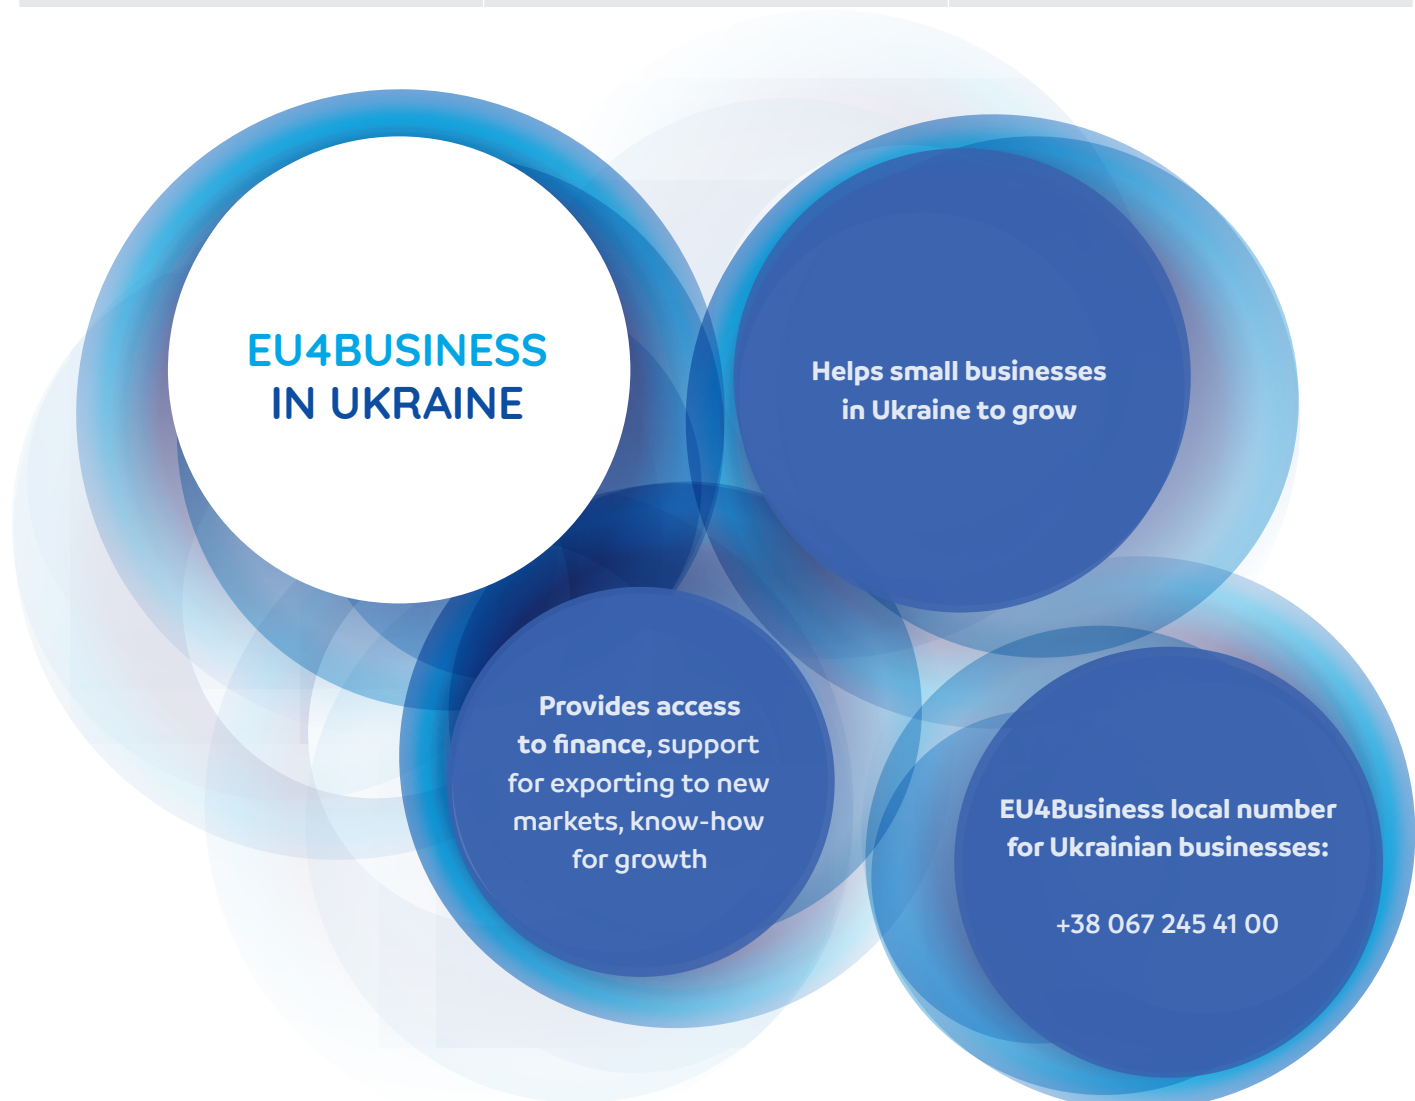 EU4BUSINESS
IN UKRAINE
Helps small businesses
in Ukraine to grow
Provides access
to finance, support
for exporting to new
markets, know-how
for growth
EU4Business local number
for Ukrainian businesses:
+38 067 245 41 00